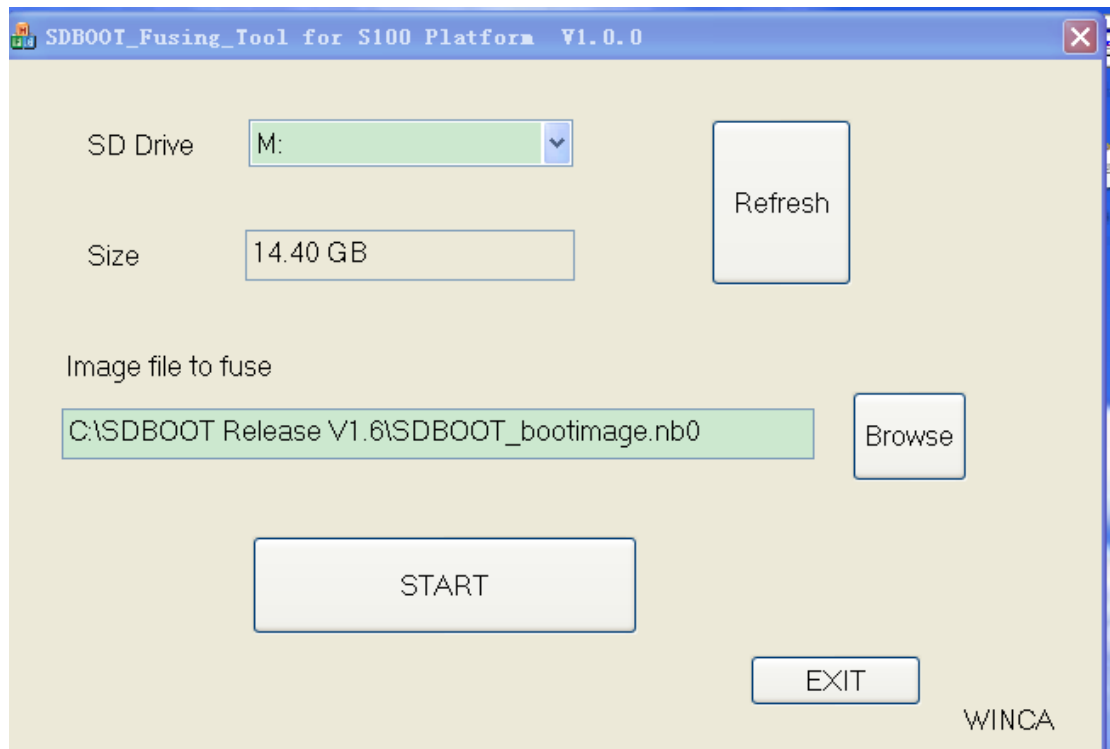 SDBOOT_Fusing_Tool for S100 Platform V1.0.0
SD Drive
M:
Refresh
Size
14.40 GB
Image file to fuse
C:\SDBOOT Release V1.6\SDBOOT_bootimage.nb0
Browse
START
EXIT
WINCA